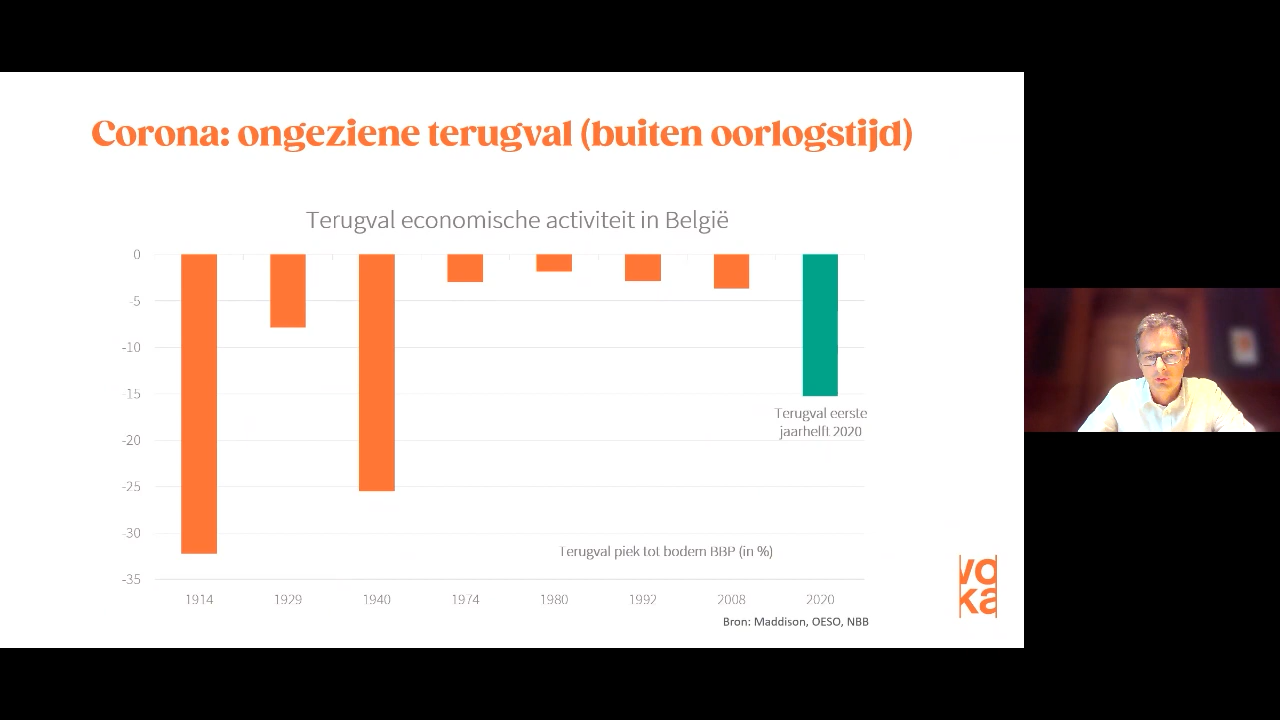 Corona: ongeziene terugval (buiten oorlogstijd)
Terugval economische activiteit in België
0
-5
-10
-15
-20
-25
-30
-35
Terugval eerste
jaarhelft 2020
Terugval piek tot bodem BBP (in %)
1914 1929 1940 1974 1980 1992 2008 2020
Bron: Maddison, OESO, NBB
vo
ka